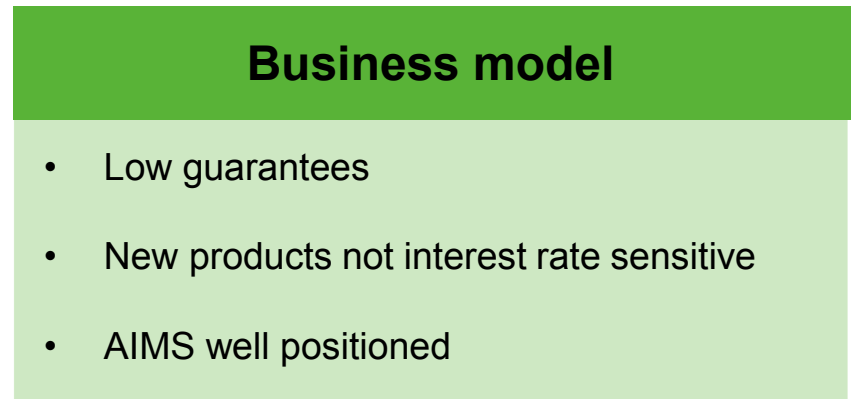 Business model
• Low guarantees
• New products not interest rate sensitive
• AIMS well positioned